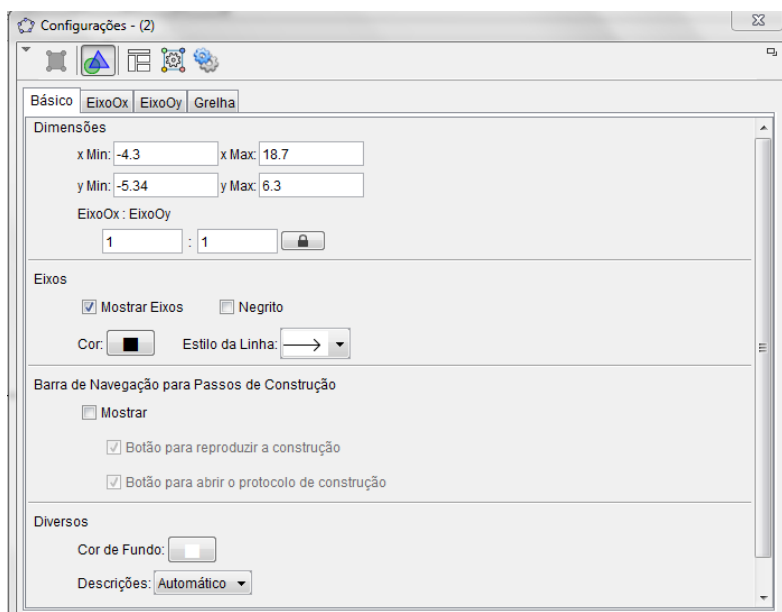 Configurações - (2)
Básico EixoOx EixoOy Grelha
Dimensões
x Min: -4.3 x Max: 18.7
y Min: -5.34 y Max: 6.3
EixoOx : EixoOy
1 : 1
Eixos
Mostrar Eixos Negrito
Cor: Estilo da Linha:
Barra de Navegação para Passos de Construção
Mostrar
Botão para reproduzir a construção
Botão para abrir o protocolo de construção
Diversos
Cor de Fundo:
Descrições: Automático